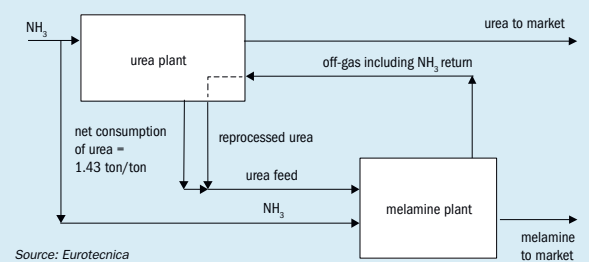 NH3
urea to market
urea plant
off-gas including NH3 return
net consumption
of urea =
1.43 ton/ton
reprocessed urea
urea feed
NH3
melamine plant
melamine
to market
Source: Eurotecnica